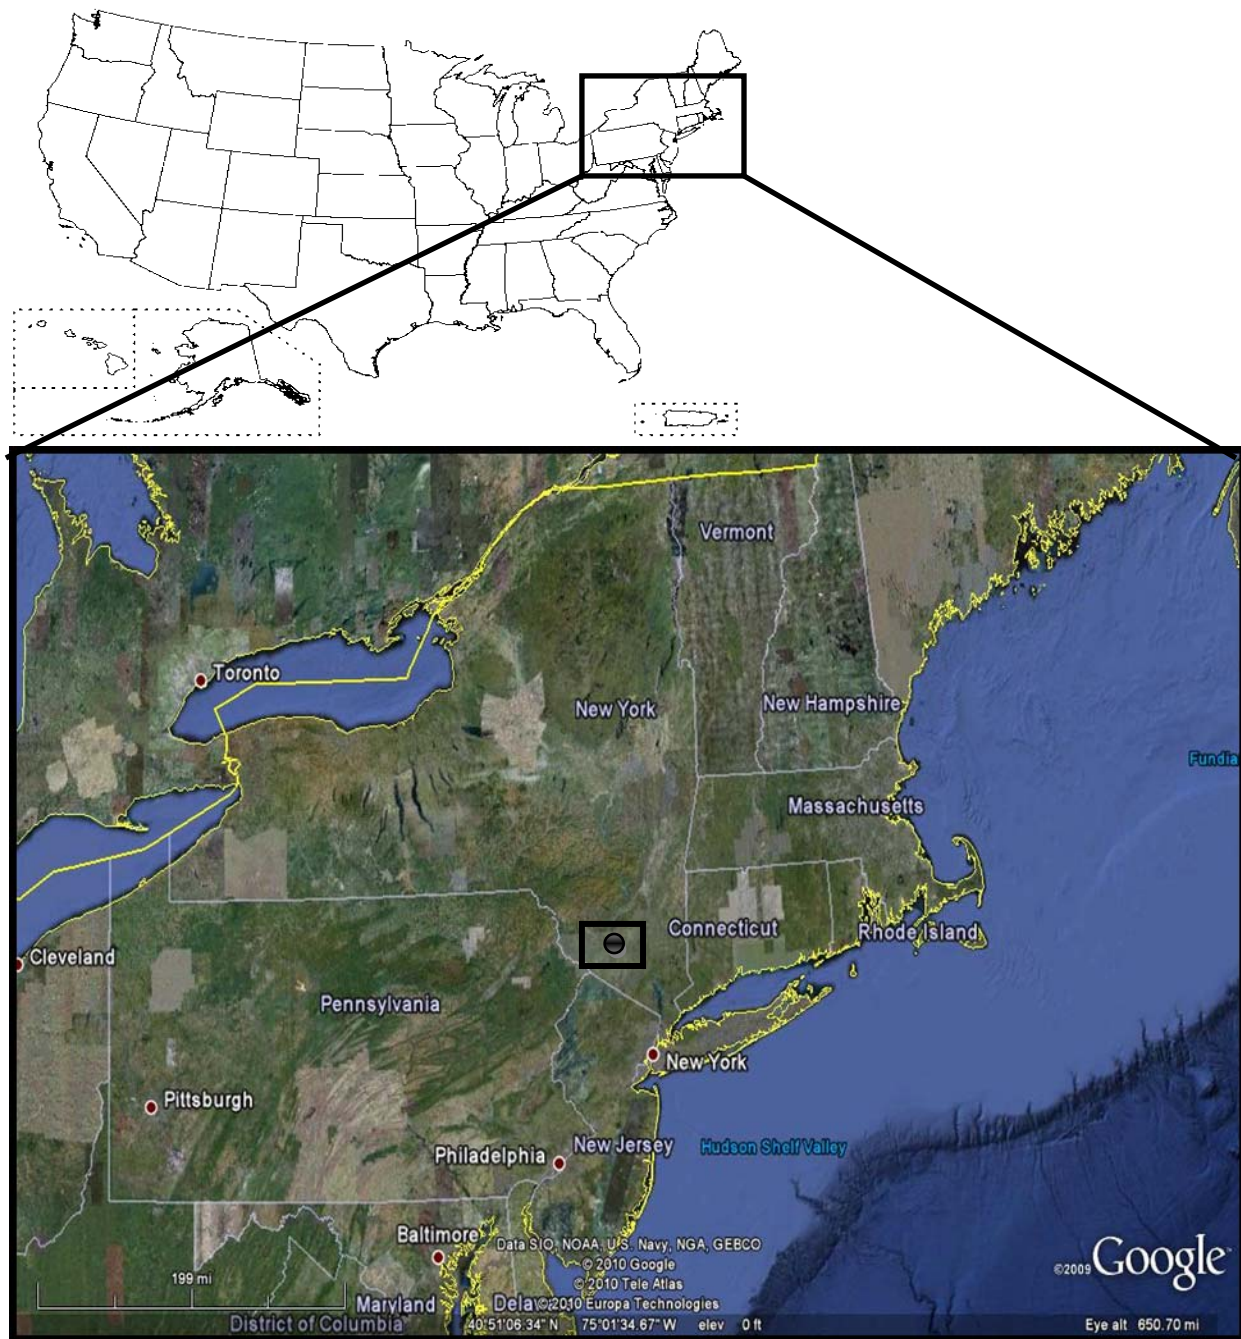 Vermont
Toronto
New York
New Hampshire
Fundia
Massachusetts
Connecticut
Rhode Island
Cleveland
Pennsylvania
New York
Pittsburgh
New Jersey
Hudson Shelf Valley
Philadelphia
Baltimore
Data SIO, NOAA, U.S. Navy, NGA, GEBCO
© 2010 Google
©2009 Google
199 mi
© 2010 Tele Atlas
Maryland
Dela
©2010 Europa Technologies
District of Columbia
40°51'06.34" N 75°01'34.67" W elev 0 ft
Eye alt 650.70 mi